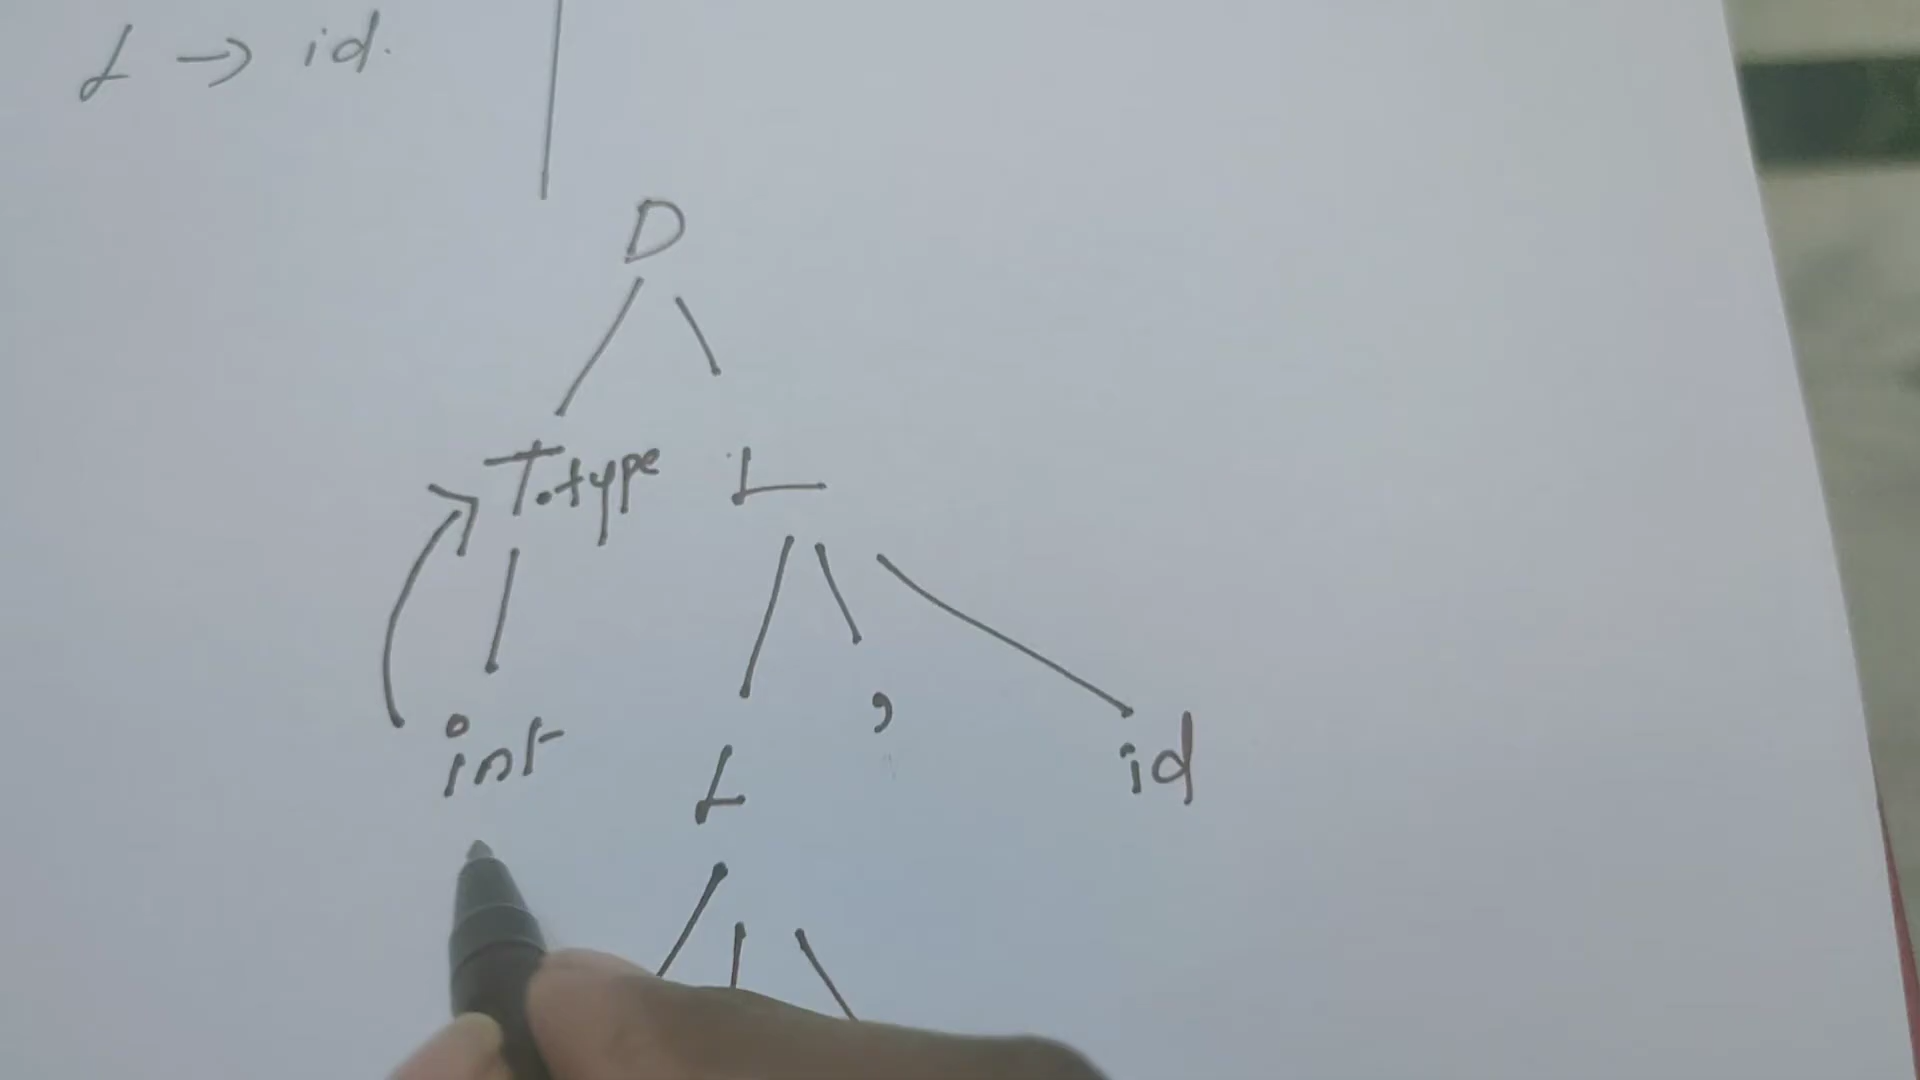 L → id.
D
T.type L
int L , id